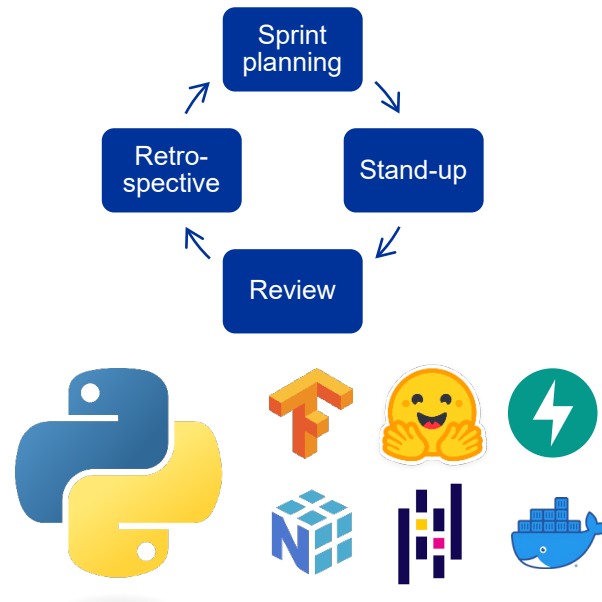 Sprint
planning
Retro-
spective
Stand-up
Review